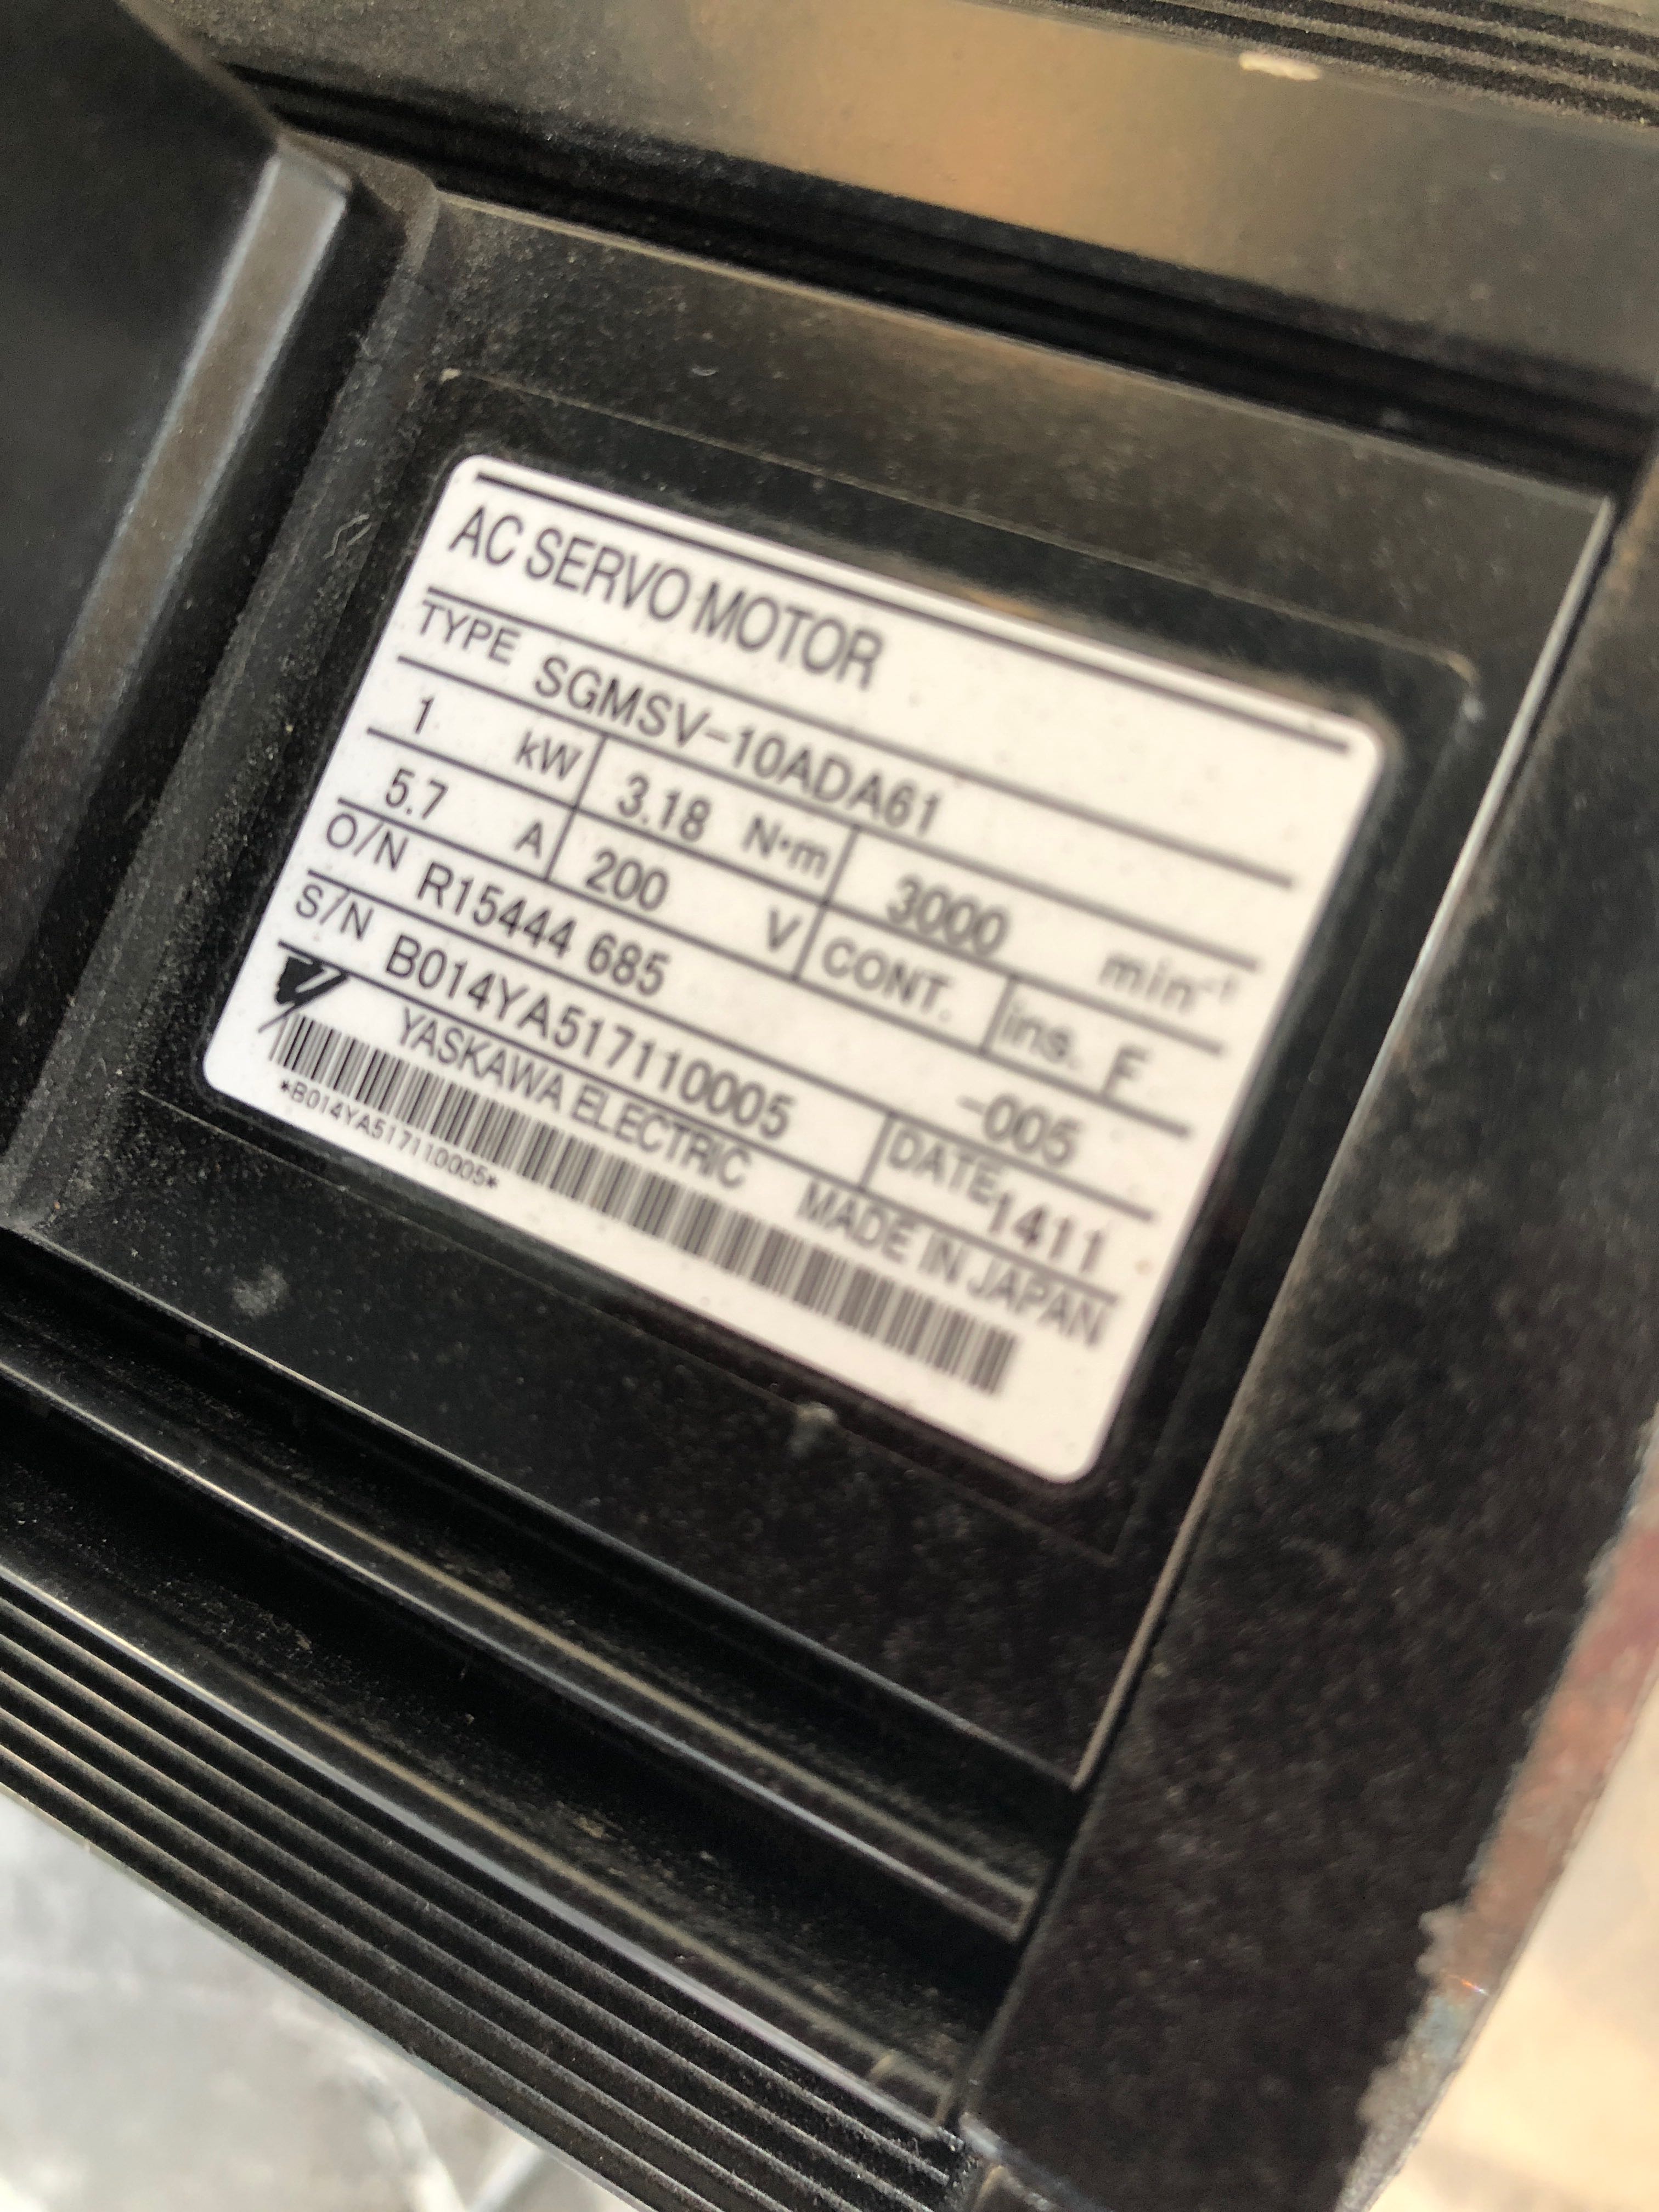 AC SERVO MOTOR
TYPE SGMSV-10ADA61
1 kW 3.18 N·m 3000 min⁻¹
5.7 A 200 V CONT. ins. F
O/N R15444 685 -005
S/N B014YA517110005 DATE 1411
YASKAWA ELECTRIC MADE IN JAPAN
*B014YA517110005*